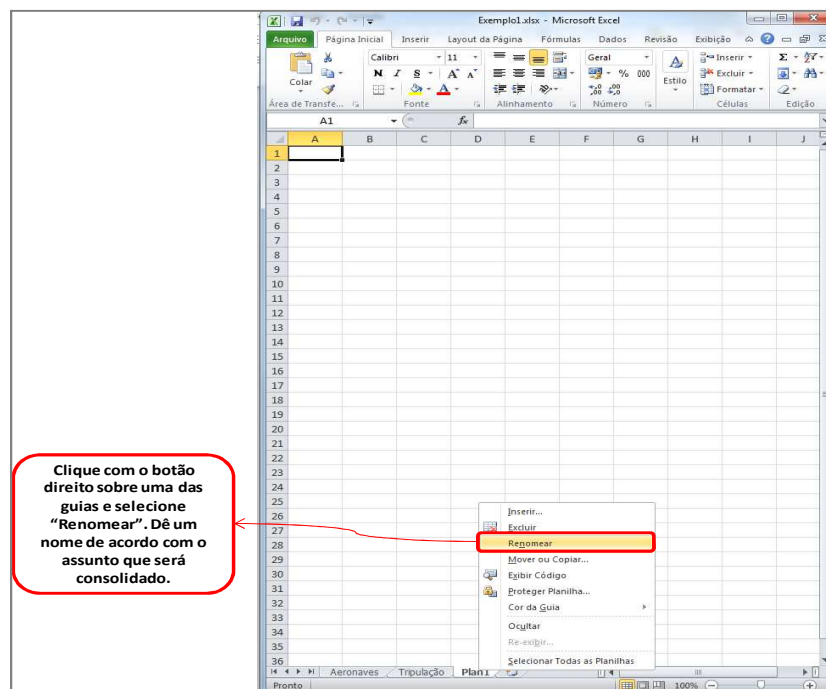 Exemplo1.xlsx - Microsoft Excel
Arquivo Página Inicial Inserir Layout da Página Fórmulas Dados Revisão Exibição
Colar
Área de Transfe...
Calibri 11
N I S A A
A
Fonte
Alinhamento
Geral
% 000
,00 ,00
Número
A
Estilo
Inserir
Excluir
Formatar
Células
Σ
Edição
A1 fx
A B C D E F G H I J
1
2
3
4
5
6
7
8
9
10
11
12
13
14
15
16
17
18
19
20
21
22
23
24
25
26
27
28
29
30
31
32
33
34
35
36
Clique com o botão
direito sobre uma das
guias e selecione
“Renomear”. Dê um
nome de acordo com o
assunto que será
consolidado.
Inserir...
Excluir
Renomear
Mover ou Copiar...
Exibir Código
Proteger Planilha...
Cor da Guia
Ocultar
Re-exibir...
Selecionar Todas as Planilhas
Aeronaves Tripulação Plan1
Pronto 100%